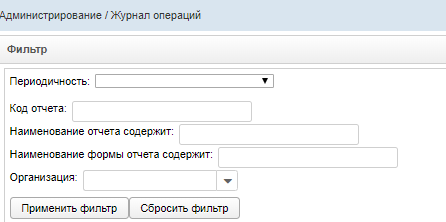 Администрирование / Журнал операций
Фильтр
Периодичность:
Код отчета:
Наименование отчета содержит:
Наименование формы отчета содержит:
Организация:
Применить фильтр Сбросить фильтр